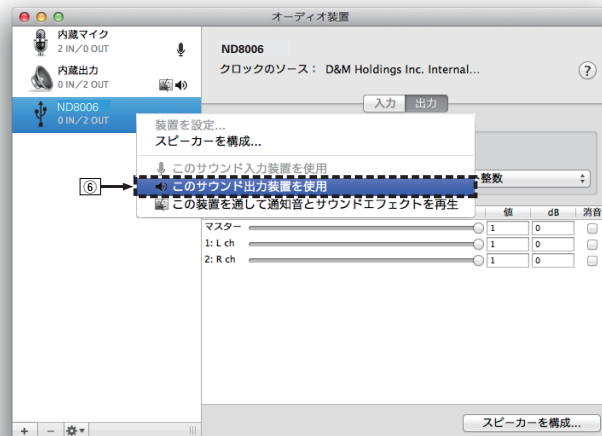 オーディオ装置
内蔵マイク
2 IN／0 OUT
内蔵出力
0 IN／2 OUT
ND8006
0 IN／2 OUT
ND8006
クロックのソース： D&M Holdings Inc. Internal...
?
入力 出力
装置を設定...
スピーカーを構成...
このサウンド入力装置を使用
⑥ このサウンド出力装置を使用
この装置を通して通知音とサウンドエフェクトを再生
整数
値 dB 消音
マスター 1 0
1: L ch 1 0
2: R ch 1 0
+ −
スピーカーを構成...